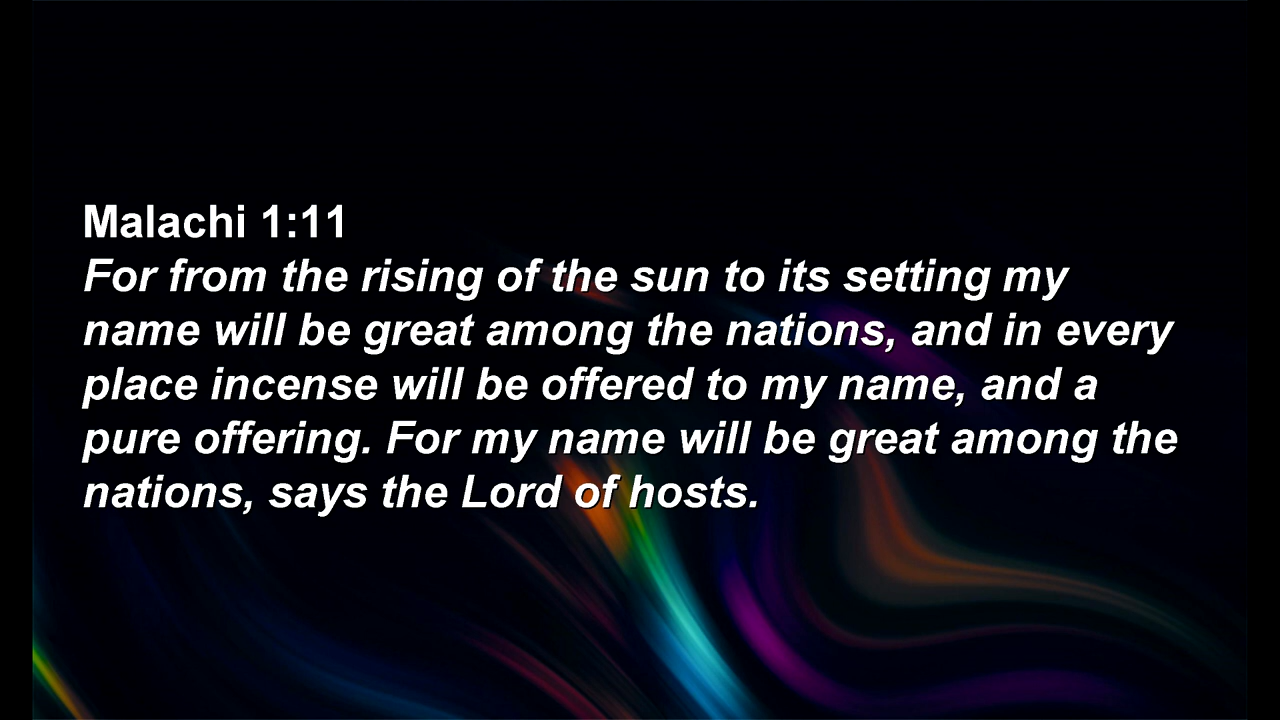 Malachi 1:11
For from the rising of the sun to its setting my
name will be great among the nations, and in every
place incense will be offered to my name, and a
pure offering. For my name will be great among the
nations, says the Lord of hosts.